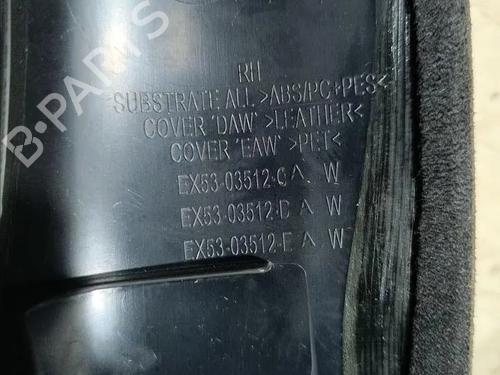 B-PARTS
RH
SUBSTRATE ALL >ABS/PC+PES<
COVER 'DAW' >LEATHER<
COVER 'EAW' >PET<
EX53-03512-C ^ W
EX53-03512-D ^ W
EX53-03512-E ^ W